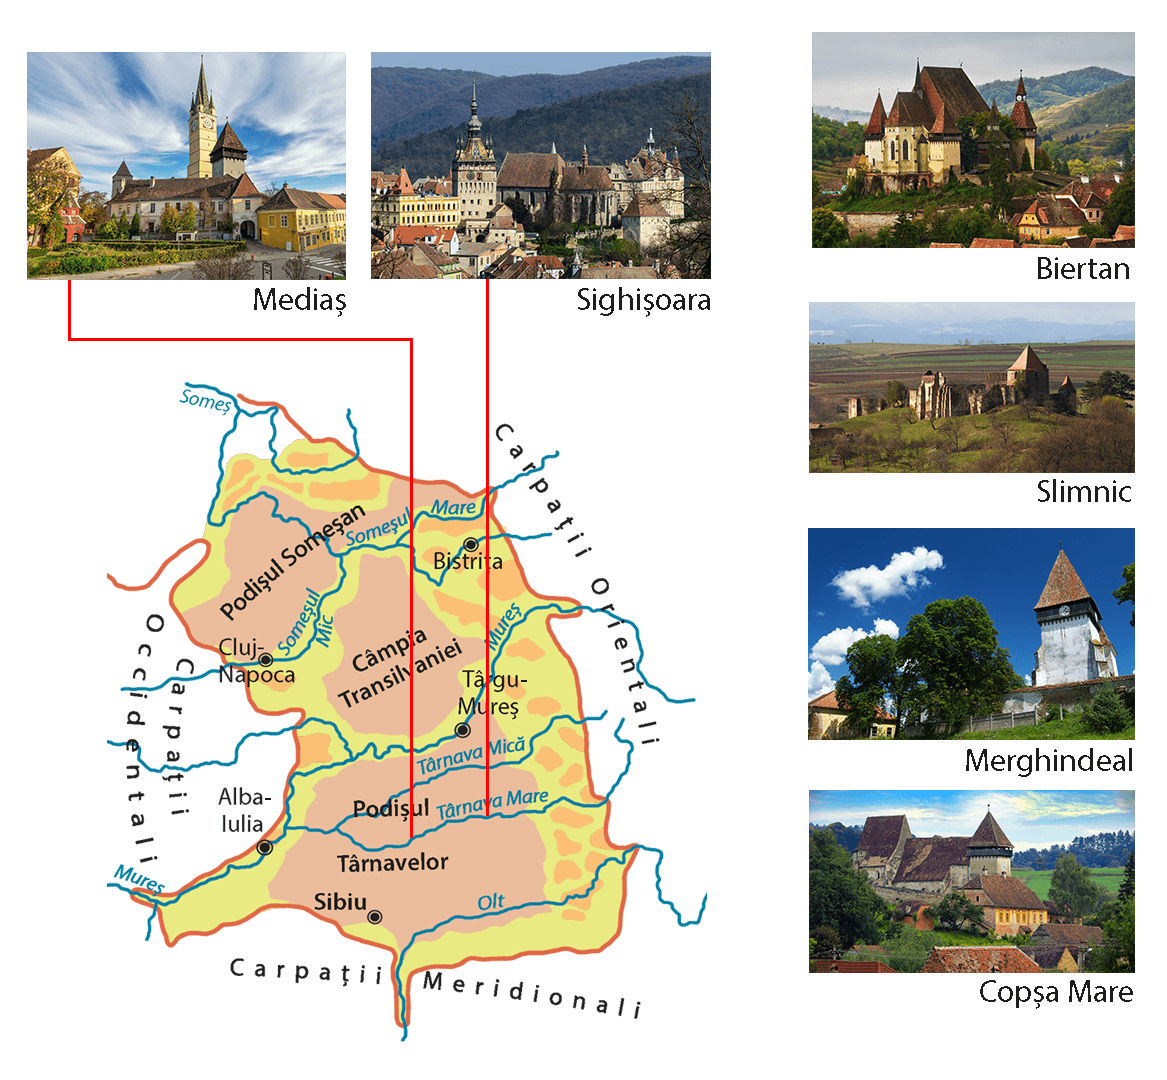 Mediaș
Sighișoara
Biertan
Slimnic
Merghindeal
Copșa Mare
Someș
Carpații Orientali
Podișul Someșan
Someșul Mare
Bistrița
Someșul
Mic
Mureș
Cluj-
Napoca
Câmpia
Transilvaniei
Târgu-
Mureș
Carpații
Occidentali
Târnava Mică
Alba-
Iulia
Podișul
Târnava Mare
Târnavelor
Mureș
Sibiu
Olt
Carpații Meridionali